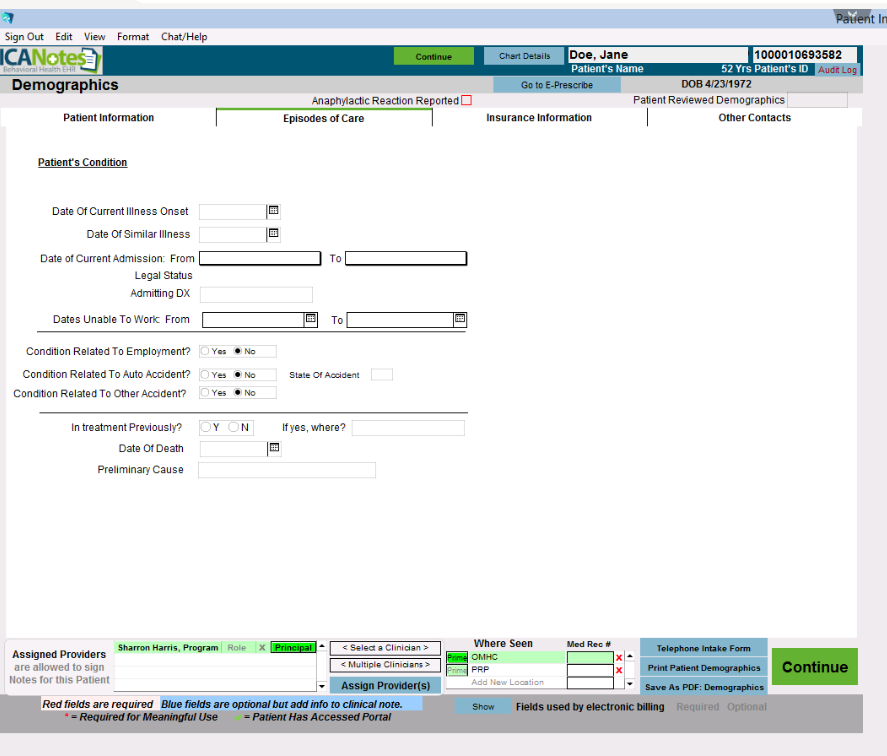 Patient In
Sign Out Edit View Format Chat/Help
ICANotes
Behavioral Health EHR
Continue
Chart Details
Doe, Jane
1000010693582
Patient's Name
52 Yrs Patient's ID
Audit Log
Demographics
Go to E-Prescribe
DOB 4/23/1972
Anaphylactic Reaction Reported
Patient Reviewed Demographics
Patient Information
Episodes of Care
Insurance Information
Other Contacts
Patient's Condition
Date Of Current Illness Onset
Date Of Similar Illness
Date of Current Admission: From To
Legal Status
Admitting DX
Dates Unable To Work: From To
Condition Related To Employment? Yes No
Condition Related To Auto Accident? Yes No State Of Accident
Condition Related To Other Accident? Yes No
In treatment Previously? Y N If yes, where?
Date Of Death
Preliminary Cause
Assigned Providers
are allowed to sign
Notes for this Patient
Sharron Harris, Program Role X Principal
< Select a Clinician >
< Multiple Clinicians >
Assign Provider(s)
Where Seen Med Rec #
Prime OMHC X
Prime PRP X
Add New Location
Telephone Intake Form
Print Patient Demographics
Save As PDF: Demographics
Continue
Red fields are required Blue fields are optional but add info to clinical note.
* = Required for Meaningful Use = Patient Has Accessed Portal
Show Fields used by electronic billing Required Optional